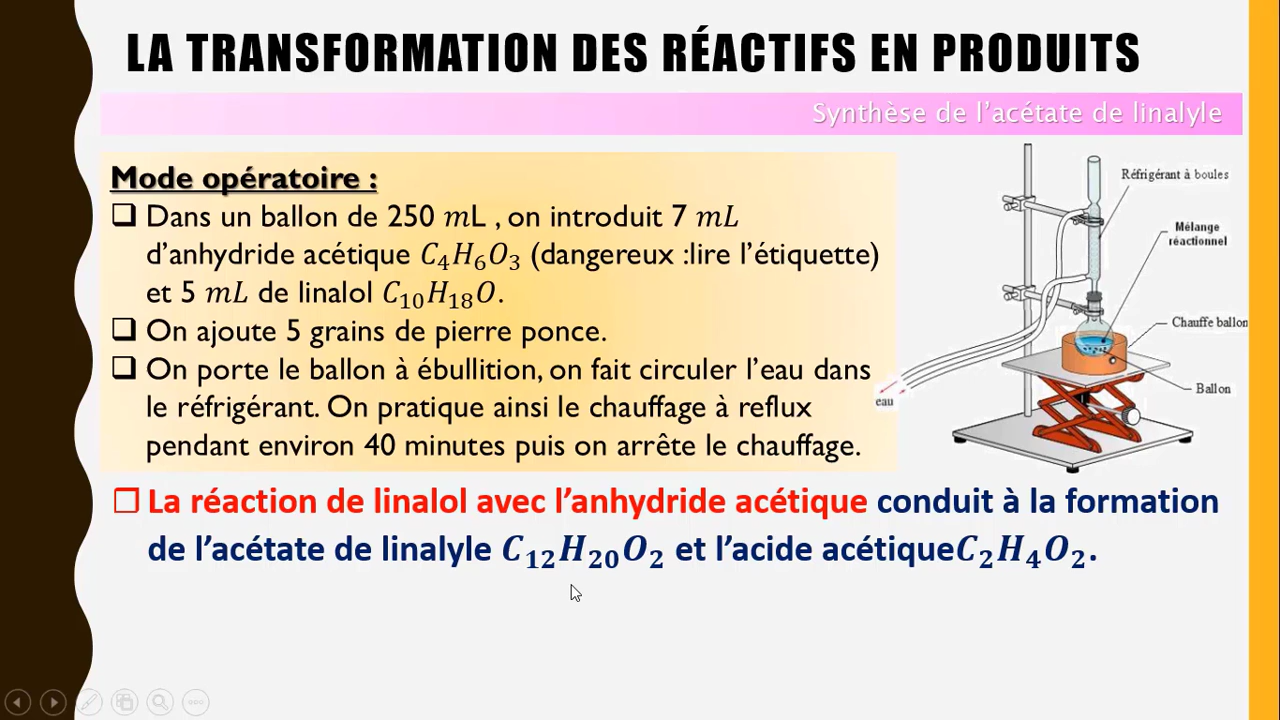 LA TRANSFORMATION DES RÉACTIFS EN PRODUITS
Synthèse de l'acétate de linalyle
Mode opératoire :
❑ Dans un ballon de 250 mL , on introduit 7 mL
d'anhydride acétique C₄H₆O₃ (dangereux :lire l'étiquette)
et 5 mL de linalol C₁₀H₁₈O.
❑ On ajoute 5 grains de pierre ponce.
❑ On porte le ballon à ébullition, on fait circuler l'eau dans
le réfrigérant. On pratique ainsi le chauffage à reflux
pendant environ 40 minutes puis on arrête le chauffage.
Réfrigérant à boules
Mélange
réactionnel
Chauffe ballon
Ballon
eau
❑ La réaction de linalol avec l'anhydride acétique conduit à la formation
de l'acétate de linalyle C₁₂H₂₀O₂ et l'acide acétiqueC₂H₄O₂.